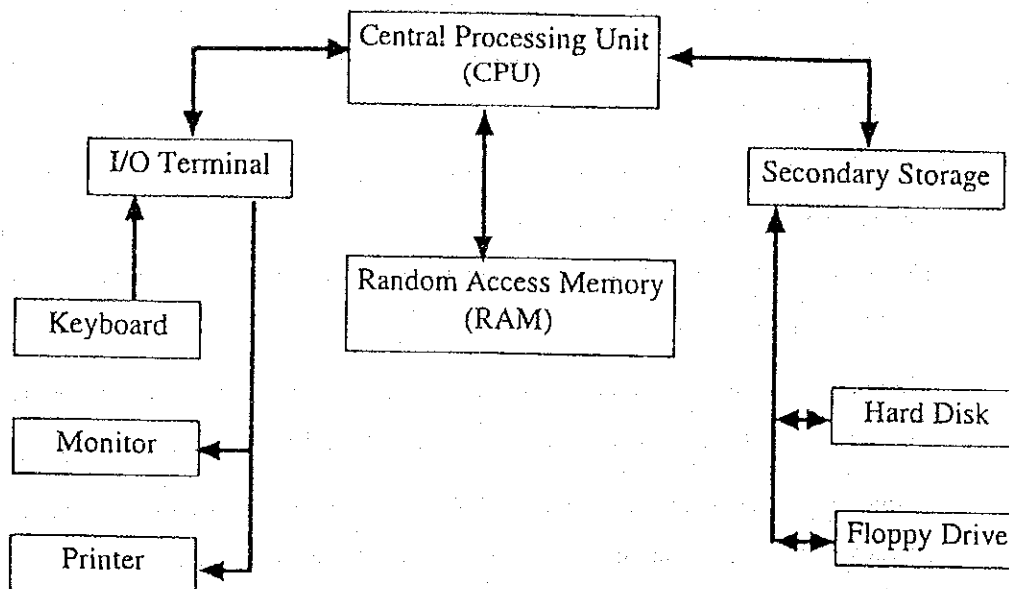 Central Processing Unit
(CPU)
I/O Terminal
Secondary Storage
Random Access Memory
(RAM)
Keyboard
Hard Disk
Monitor
Floppy Drive
Printer